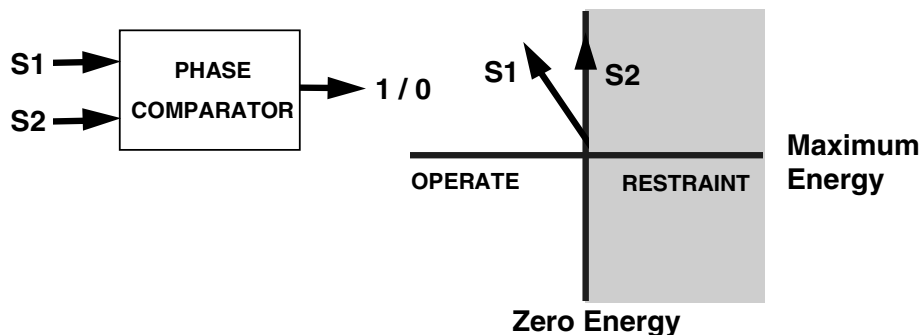 S1
S2
PHASE
COMPARATOR
1 / 0
S1
S2
OPERATE
RESTRAINT
Maximum
Energy
Zero Energy